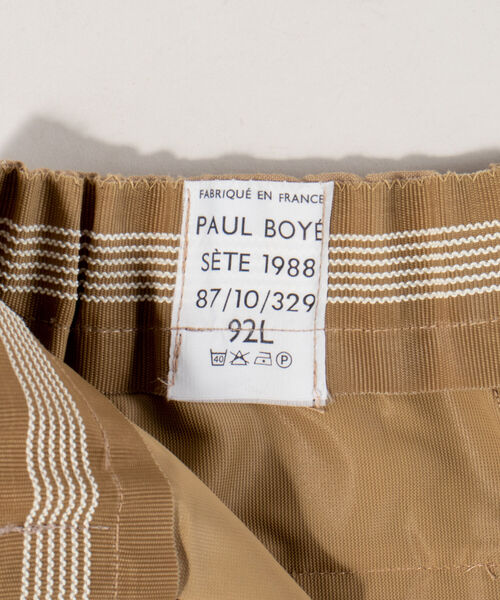 FABRIQUÉ EN FRANCE
PAUL BOYÉ
SÈTE 1988
87/10/329
92L
40 P